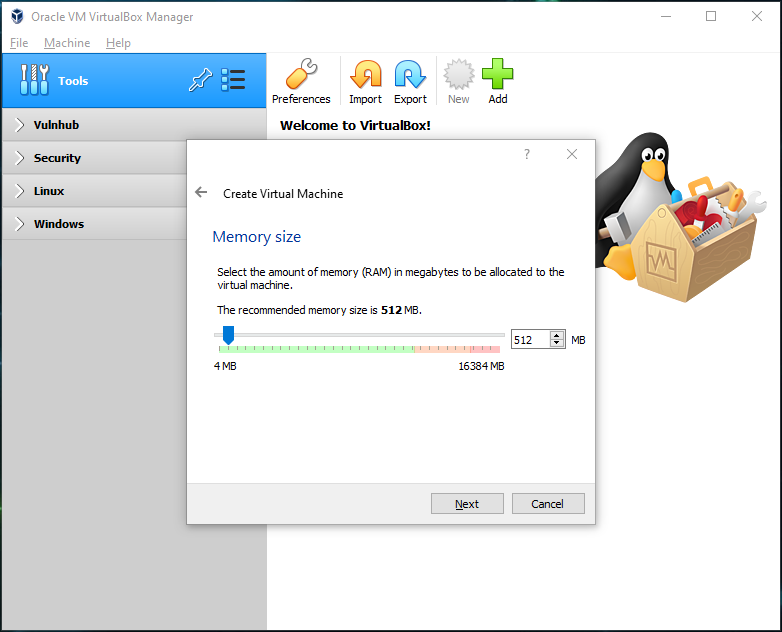 Oracle VM VirtualBox Manager
File Machine Help
Tools
Preferences Import Export New Add
Vulnhub
Security
Linux
Windows
Welcome to VirtualBox!
?
Create Virtual Machine
Memory size
Select the amount of memory (RAM) in megabytes to be allocated to the
virtual machine.
The recommended memory size is 512 MB.
512 MB
4 MB 16384 MB
Next Cancel